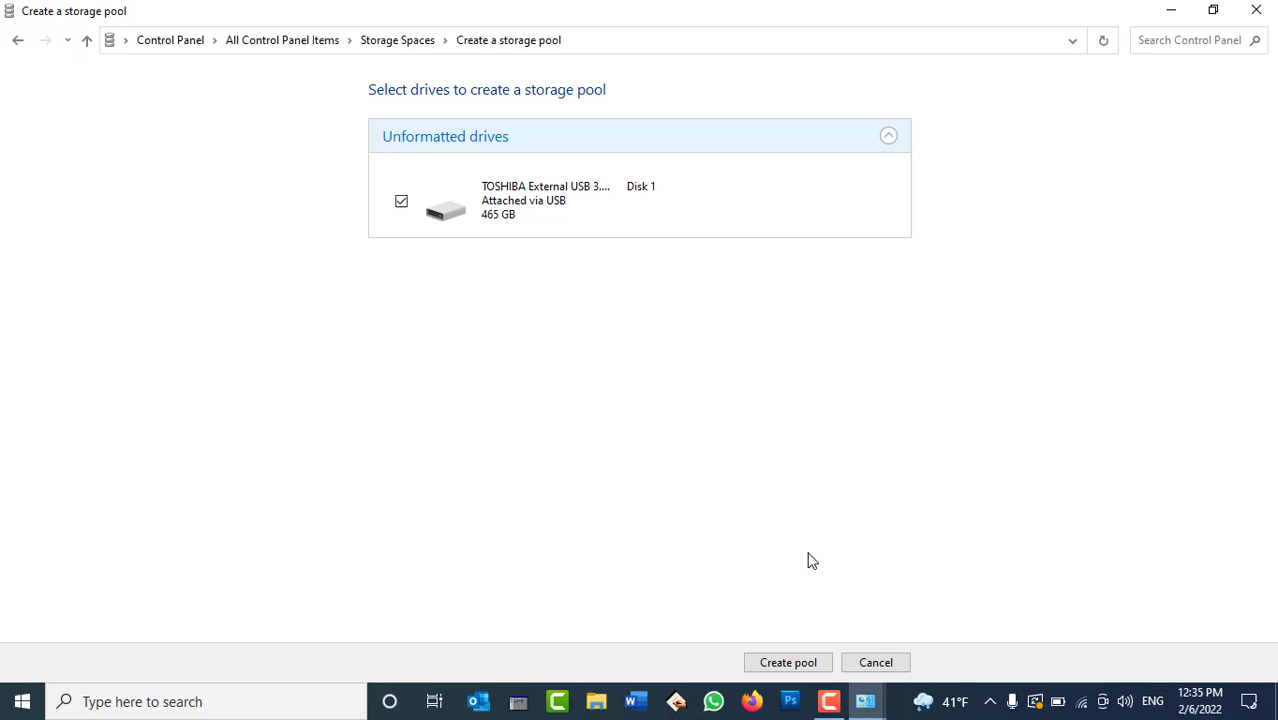 Create a storage pool
Control Panel › All Control Panel Items › Storage Spaces › Create a storage pool
Search Control Panel
Select drives to create a storage pool
Unformatted drives
TOSHIBA External USB 3.... Disk 1
Attached via USB
465 GB
Create pool Cancel
Type here to search
W
Ps
C
41°F
ENG
12:35 PM
2/6/2022